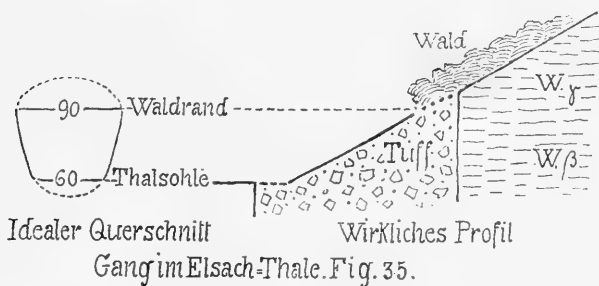 Wald
90 Waldrand
W. γ
Tuff
W. β
60 Thalsohle
Idealer Querschnitt Wirkliches Profil
Gang im Elsach=Thale. Fig. 35.